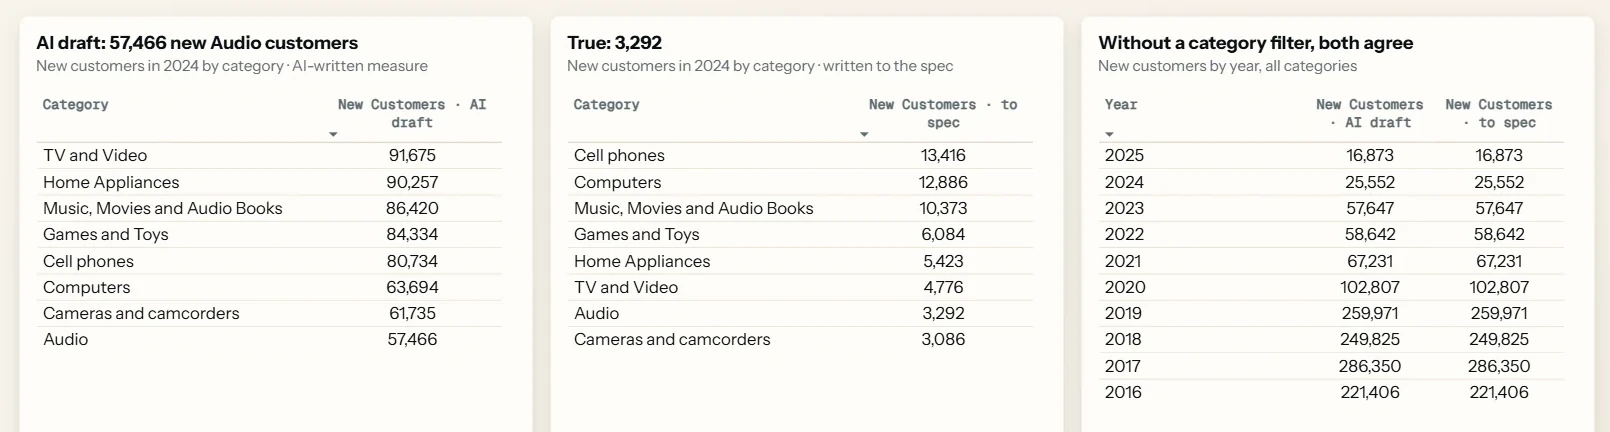 AI draft: 57,466 new Audio customers
New customers in 2024 by category · AI-written measure
Category New Customers · AI
draft
TV and Video 91,675
Home Appliances 90,257
Music, Movies and Audio Books 86,420
Games and Toys 84,334
Cell phones 80,734
Computers 63,694
Cameras and camcorders 61,735
Audio 57,466
True: 3,292
New customers in 2024 by category · written to the spec
Category New Customers · to
spec
Cell phones 13,416
Computers 12,886
Music, Movies and Audio Books 10,373
Games and Toys 6,084
Home Appliances 5,423
TV and Video 4,776
Audio 3,292
Cameras and camcorders 3,086
Without a category filter, both agree
New customers by year, all categories
Year New Customers New Customers
· AI draft · to spec
2025 16,873 16,873
2024 25,552 25,552
2023 57,647 57,647
2022 58,642 58,642
2021 67,231 67,231
2020 102,807 102,807
2019 259,971 259,971
2018 249,825 249,825
2017 286,350 286,350
2016 221,406 221,406